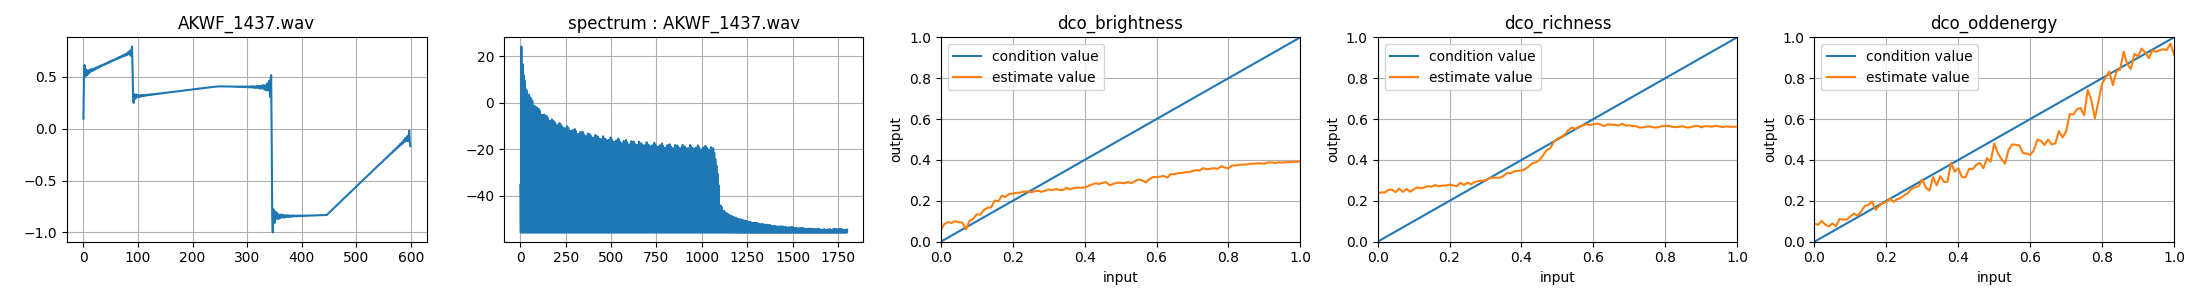 AKWF_1437.wav
0.5
0.0
−0.5
−1.0
0 100 200 300 400 500 600
spectrum : AKWF_1437.wav
20
0
−20
−40
0 250 500 750 1000 1250 1500 1750
dco_brightness
condition value
estimate value
output
1.0
0.8
0.6
0.4
0.2
0.0
0.0 0.2 0.4 0.6 0.8 1.0
input
dco_richness
condition value
estimate value
output
1.0
0.8
0.6
0.4
0.2
0.0
0.0 0.2 0.4 0.6 0.8 1.0
input
dco_oddenergy
condition value
estimate value
output
1.0
0.8
0.6
0.4
0.2
0.0
0.0 0.2 0.4 0.6 0.8 1.0
input